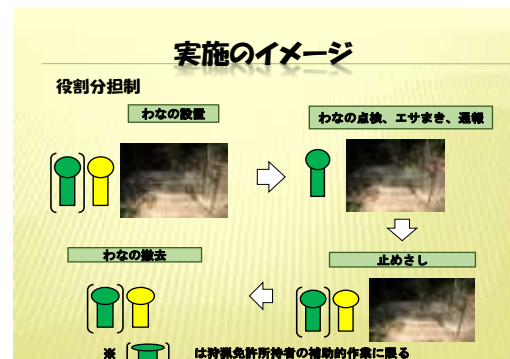 実施のイメージ
役割分担制
わなの設置
わなの点検、エサまき、通報
わなの撤去
止めさし
※ は狩猟免許所持者の補助的作業に限る